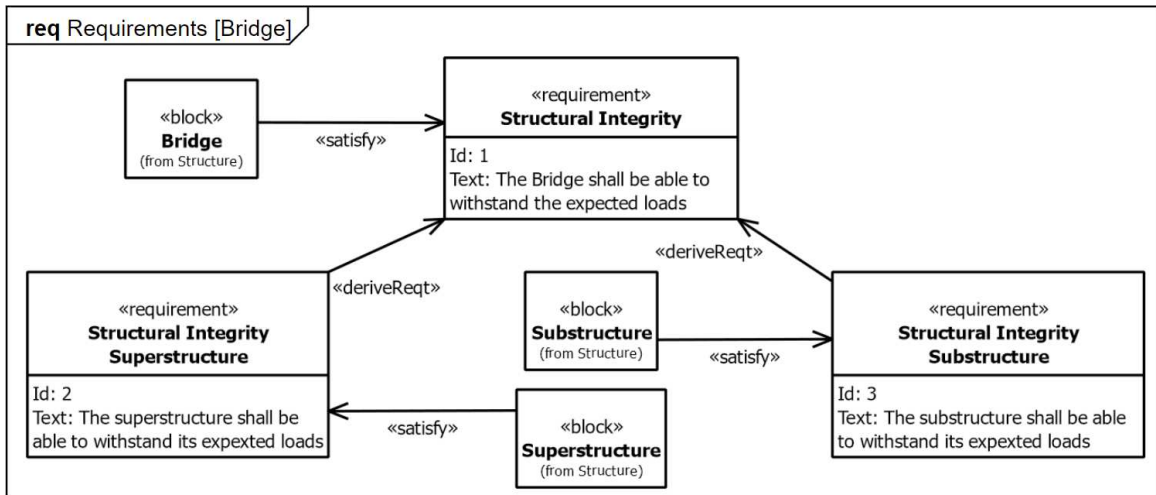 req Requirements [Bridge]
«block»
Bridge
(from Structure)
«satisfy»
«requirement»
Structural Integrity
Id: 1
Text: The Bridge shall be able to
withstand the expected loads
«deriveReqt»
«deriveReqt»
«requirement»
Structural Integrity
Superstructure
Id: 2
Text: The superstructure shall be
able to withstand its expexted loads
«block»
Substructure
(from Structure)
«satisfy»
«requirement»
Structural Integrity
Substructure
Id: 3
Text: The substructure shall be able
to withstand its expexted loads
«satisfy»
«block»
Superstructure
(from Structure)